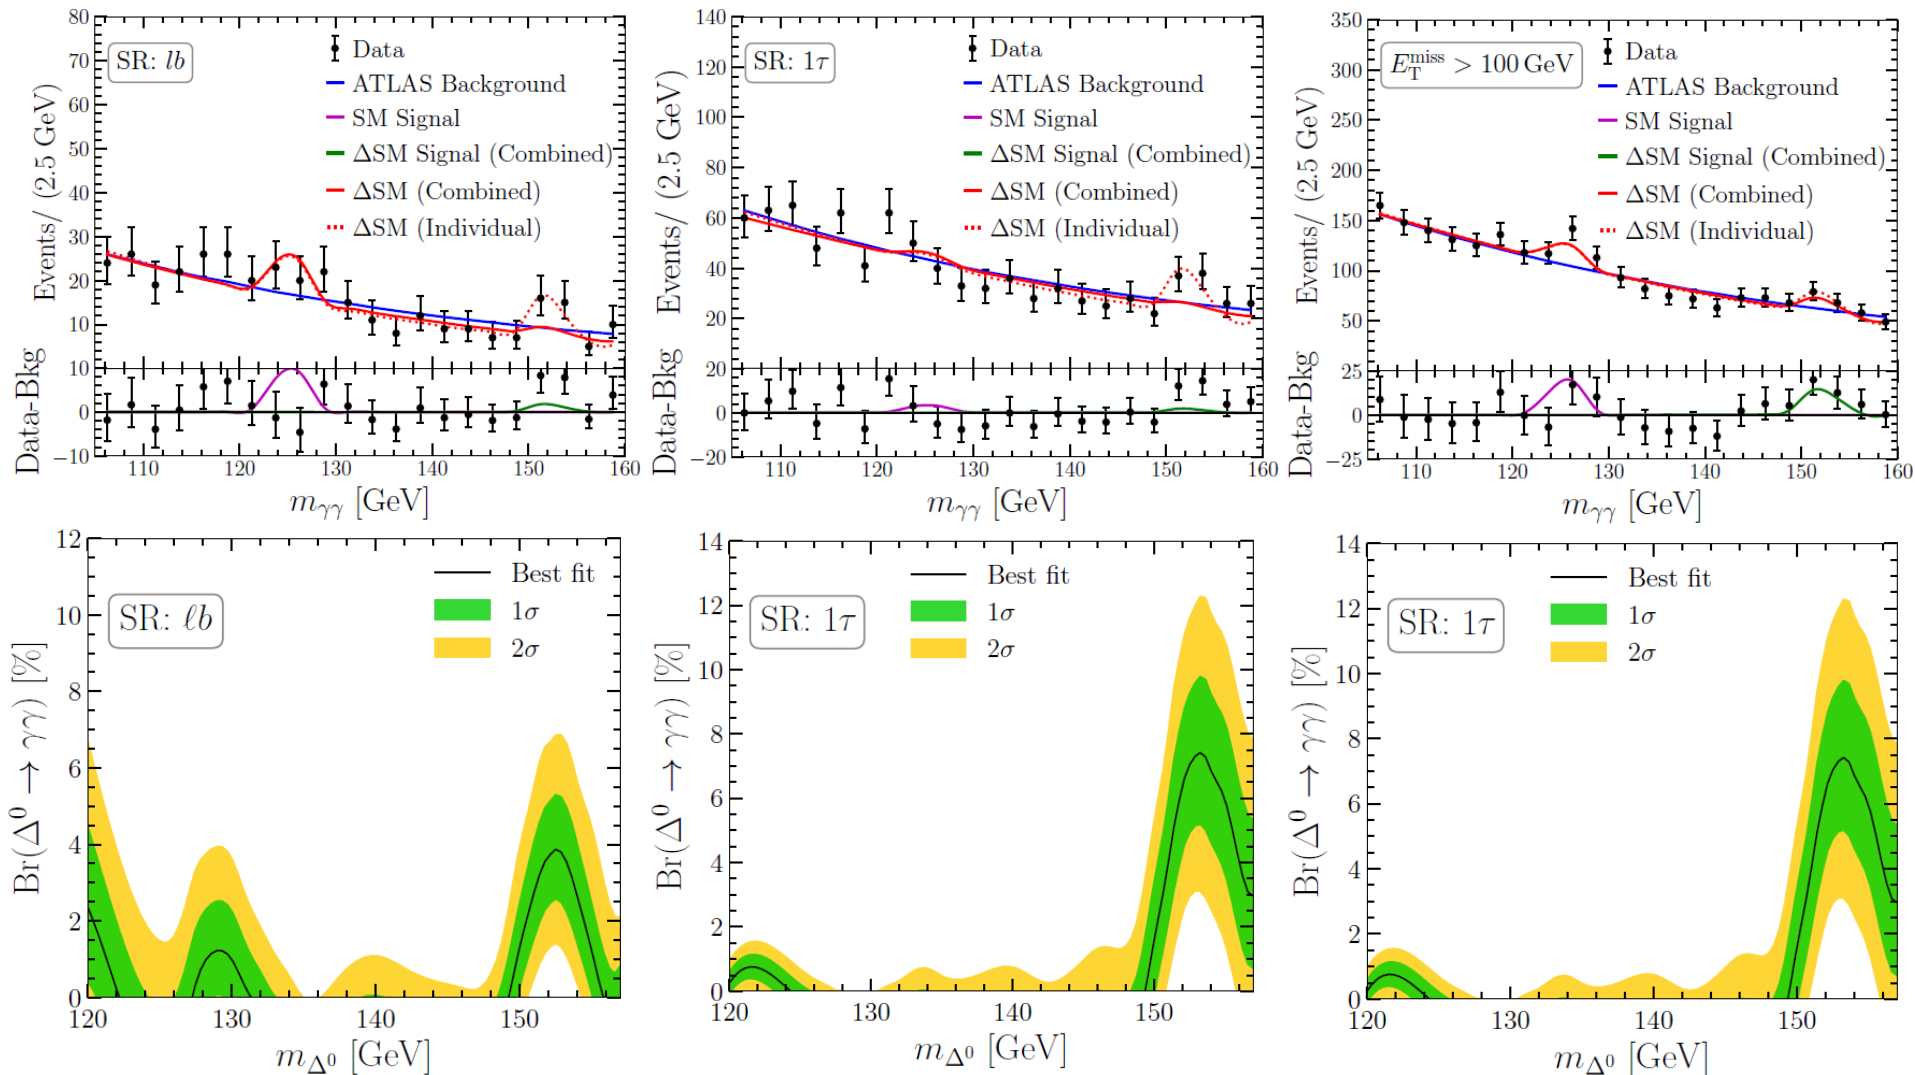 SR: lb
Data
ATLAS Background
SM Signal
ΔSM Signal (Combined)
ΔSM (Combined)
ΔSM (Individual)
Events/ (2.5 GeV)
80
70
60
50
40
30
20
10
Data-Bkg
10
0
−10
110 120 130 140 150 160
m_γγ [GeV]
SR: 1τ
Data
ATLAS Background
SM Signal
ΔSM Signal (Combined)
ΔSM (Combined)
ΔSM (Individual)
Events/ (2.5 GeV)
140
120
100
80
60
40
20
Data-Bkg
20
0
−20
110 120 130 140 150 160
m_γγ [GeV]
E_T^miss > 100 GeV
Data
ATLAS Background
SM Signal
ΔSM Signal (Combined)
ΔSM (Combined)
ΔSM (Individual)
Events/ (2.5 GeV)
350
300
250
200
150
100
50
Data-Bkg
25
0
−25
110 120 130 140 150 160
m_γγ [GeV]
SR: ℓb
Best fit
1σ
2σ
Br(Δ⁰ → γγ) [%]
12
10
8
6
4
2
0
120 130 140 150
m_Δ⁰ [GeV]
SR: 1τ
Best fit
1σ
2σ
Br(Δ⁰ → γγ) [%]
14
12
10
8
6
4
2
0
120 130 140 150
m_Δ⁰ [GeV]
SR: 1τ
Best fit
1σ
2σ
Br(Δ⁰ → γγ) [%]
14
12
10
8
6
4
2
0
120 130 140 150
m_Δ⁰ [GeV]